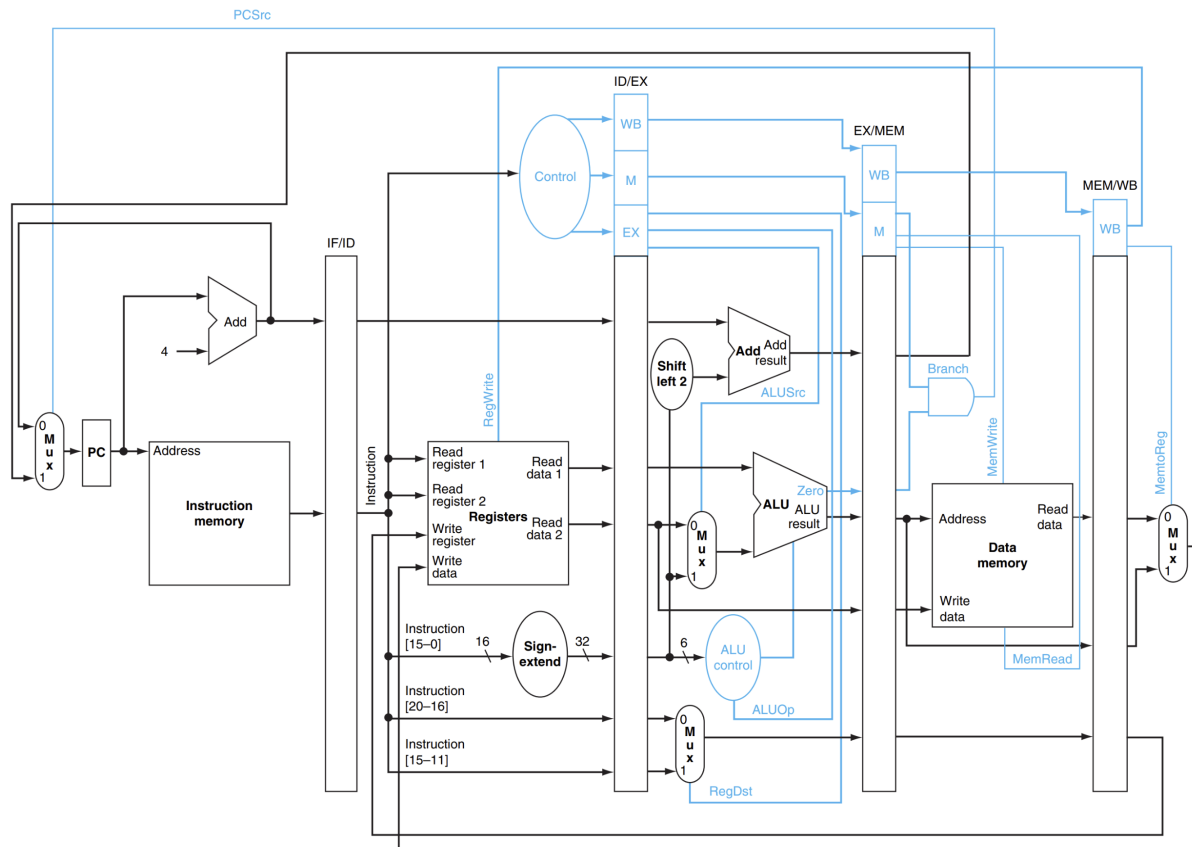 PCSrc
ID/EX
WB
EX/MEM
Control
M
WB
MEM/WB
EX
M
WB
IF/ID
Add
4
Add
Add
result
Shift
left 2
Branch
ALUSrc
RegWrite
MemWrite
MemtoReg
0
M
u
x
1
PC
Address
Instruction
memory
Instruction
Read
register 1
Read
register 2
Write
register
Write
data
Registers
Read
data 1
Read
data 2
0
M
u
x
1
Zero
ALU
ALU
result
Address
Read
data
Data
memory
Write
data
0
M
u
x
1
Instruction
[15–0]
16
Sign-
extend
32
6
ALU
control
MemRead
Instruction
[20–16]
ALUOp
0
M
u
x
1
Instruction
[15–11]
RegDst